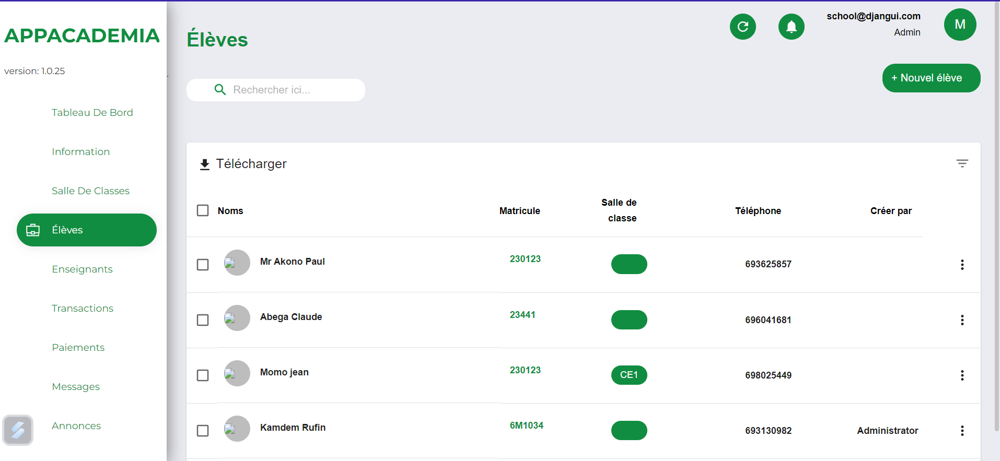 APPACADEMIA
version: 1.0.25
Tableau De Bord
Information
Salle De Classes
Élèves
Enseignants
Transactions
Paiements
Messages
Annonces
Élèves
school@djangui.com
Admin
M
Rechercher ici...
+ Nouvel élève
Télécharger
Noms
Matricule
Salle de
classe
Téléphone
Créer par
Mr Akono Paul
230123
693625857
Abega Claude
23441
696041681
Momo jean
230123
CE1
698025449
Kamdem Rufin
6M1034
693130982
Administrator